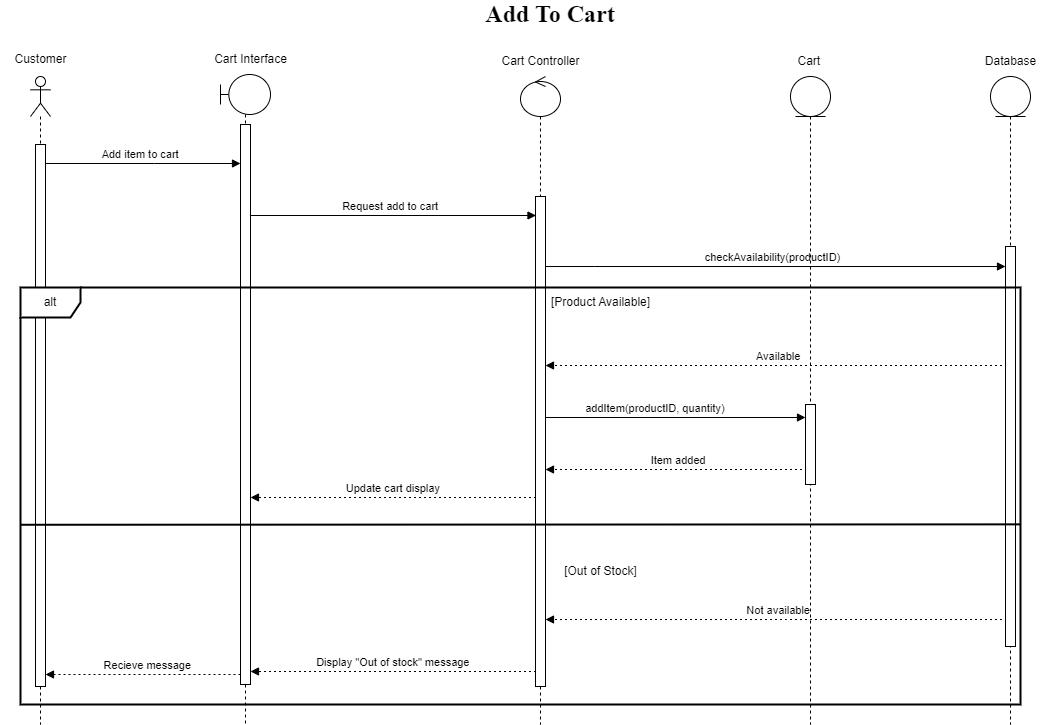 Add To Cart
Customer
Cart Interface
Cart Controller
Cart
Database
Add item to cart
Request add to cart
checkAvailability(productID)
alt
[Product Available]
Available
addItem(productID, quantity)
Item added
Update cart display
[Out of Stock]
Not available
Display "Out of stock" message
Recieve message